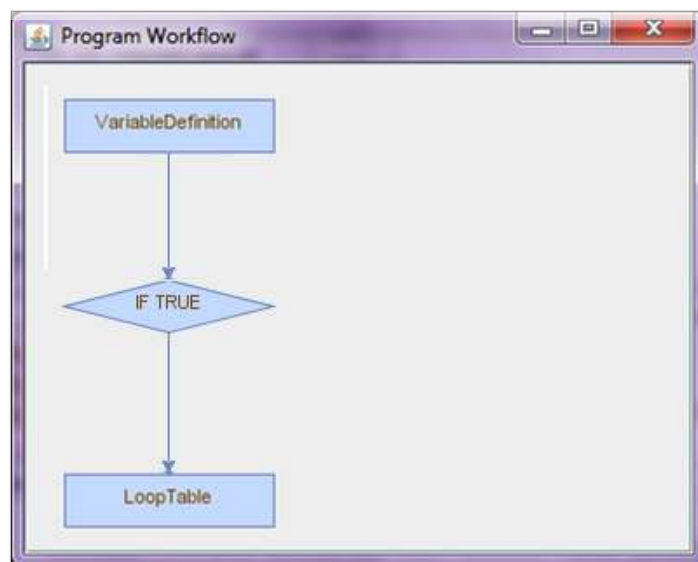 Program Workflow
VariableDefinition
IF TRUE
LoopTable